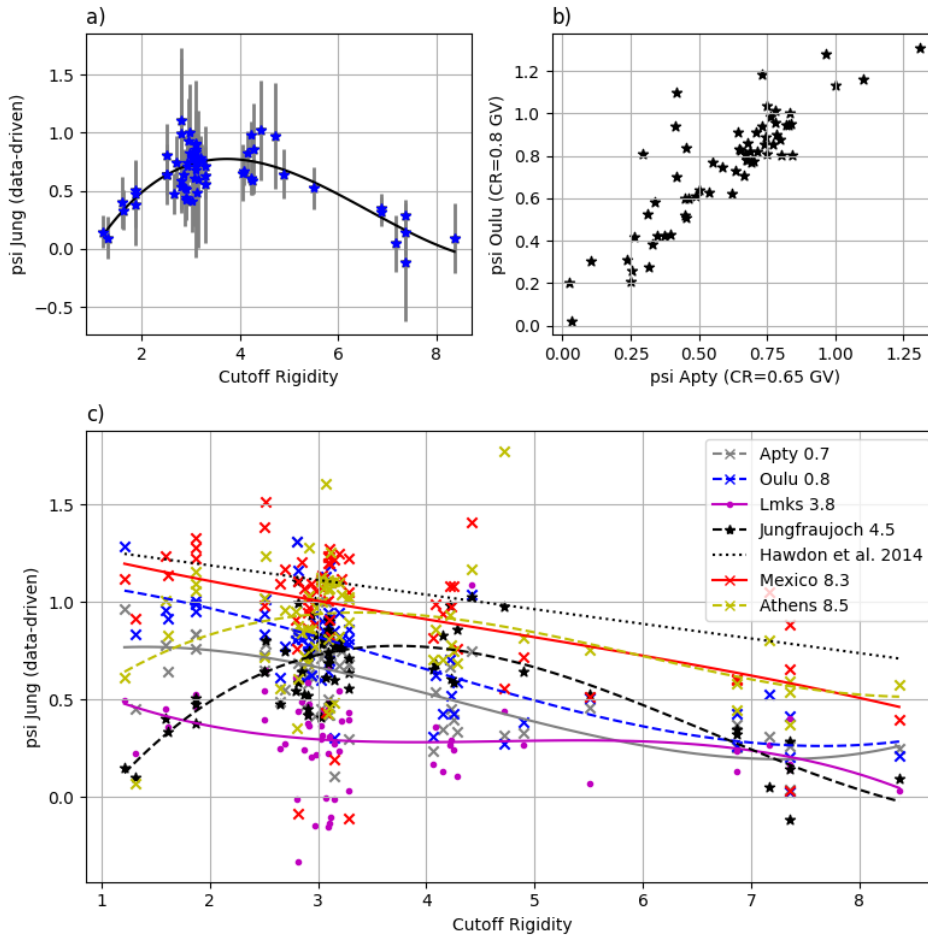 a)
psi Jung (data-driven)
1.5
1.0
0.5
0.0
−0.5
2
4
6
8
Cutoff Rigidity
b)
psi Oulu (CR=0.8 GV)
1.2
1.0
0.8
0.6
0.4
0.2
0.0
0.00
0.25
0.50
0.75
1.00
1.25
psi Apty (CR=0.65 GV)
c)
psi Jung (data-driven)
1.5
1.0
0.5
0.0
Apty 0.7
Oulu 0.8
Lmks 3.8
Jungfraujoch 4.5
Hawdon et al. 2014
Mexico 8.3
Athens 8.5
1
2
3
4
5
6
7
8
Cutoff Rigidity